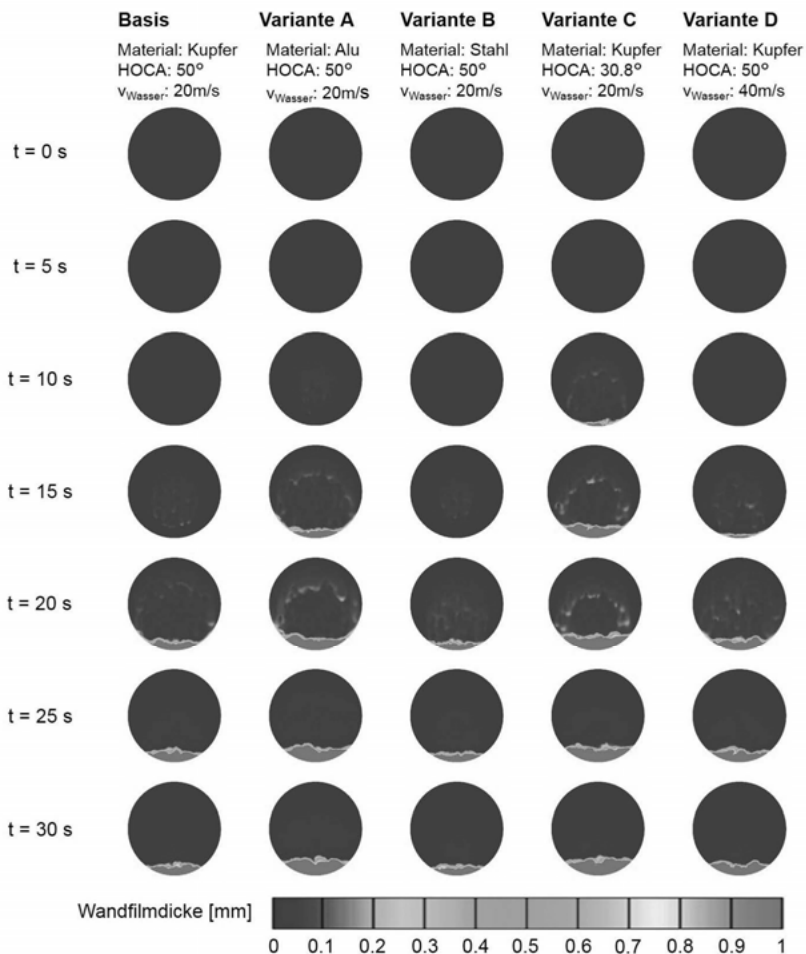 Basis Variante A Variante B Variante C Variante D
Material: Kupfer Material: Alu Material: Stahl Material: Kupfer Material: Kupfer
HOCA: 50° HOCA: 50° HOCA: 50° HOCA: 30.8° HOCA: 50°
vWasser: 20m/s vWasser: 20m/s vWasser: 20m/s vWasser: 20m/s vWasser: 40m/s
t = 0 s
t = 5 s
t = 10 s
t = 15 s
t = 20 s
t = 25 s
t = 30 s
Wandfilmdicke [mm]
0 0.1 0.2 0.3 0.4 0.5 0.6 0.7 0.8 0.9 1